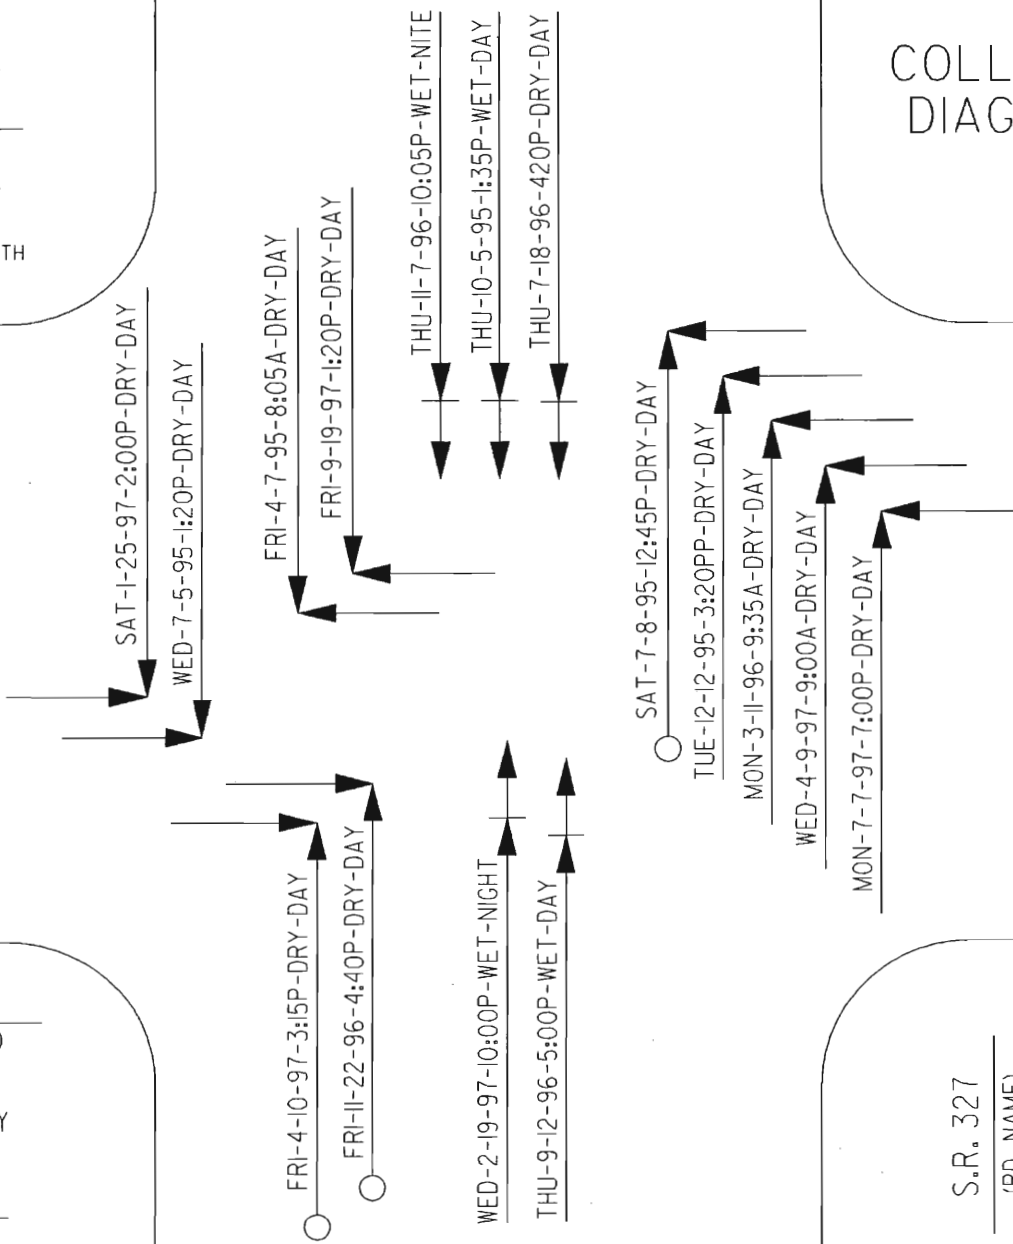 COLL
DIAG
TH
THU-11-7-96-10:05P-WET-NITE
THU-10-5-95-1:35P-WET-DAY
THU-7-18-96-420P-DRY-DAY
FRI-4-7-95-8:05A-DRY-DAY
FRI-9-19-97-1:20P-DRY-DAY
SAT-1-25-97-2:00P-DRY-DAY
WED-7-5-95-1:20P-DRY-DAY
SAT-7-8-95-12:45P-DRY-DAY
TUE-12-12-95-3:20PP-DRY-DAY
MON-3-11-96-9:35A-DRY-DAY
WED-4-9-97-9:00A-DRY-DAY
MON-7-7-97-7:00P-DRY-DAY
FRI-4-10-97-3:15P-DRY-DAY
FRI-11-22-96-4:40P-DRY-DAY
WED-2-19-97-10:00P-WET-NIGHT
THU-9-12-96-5:00P-WET-DAY
Y
S.R. 327
(RD. NAME)